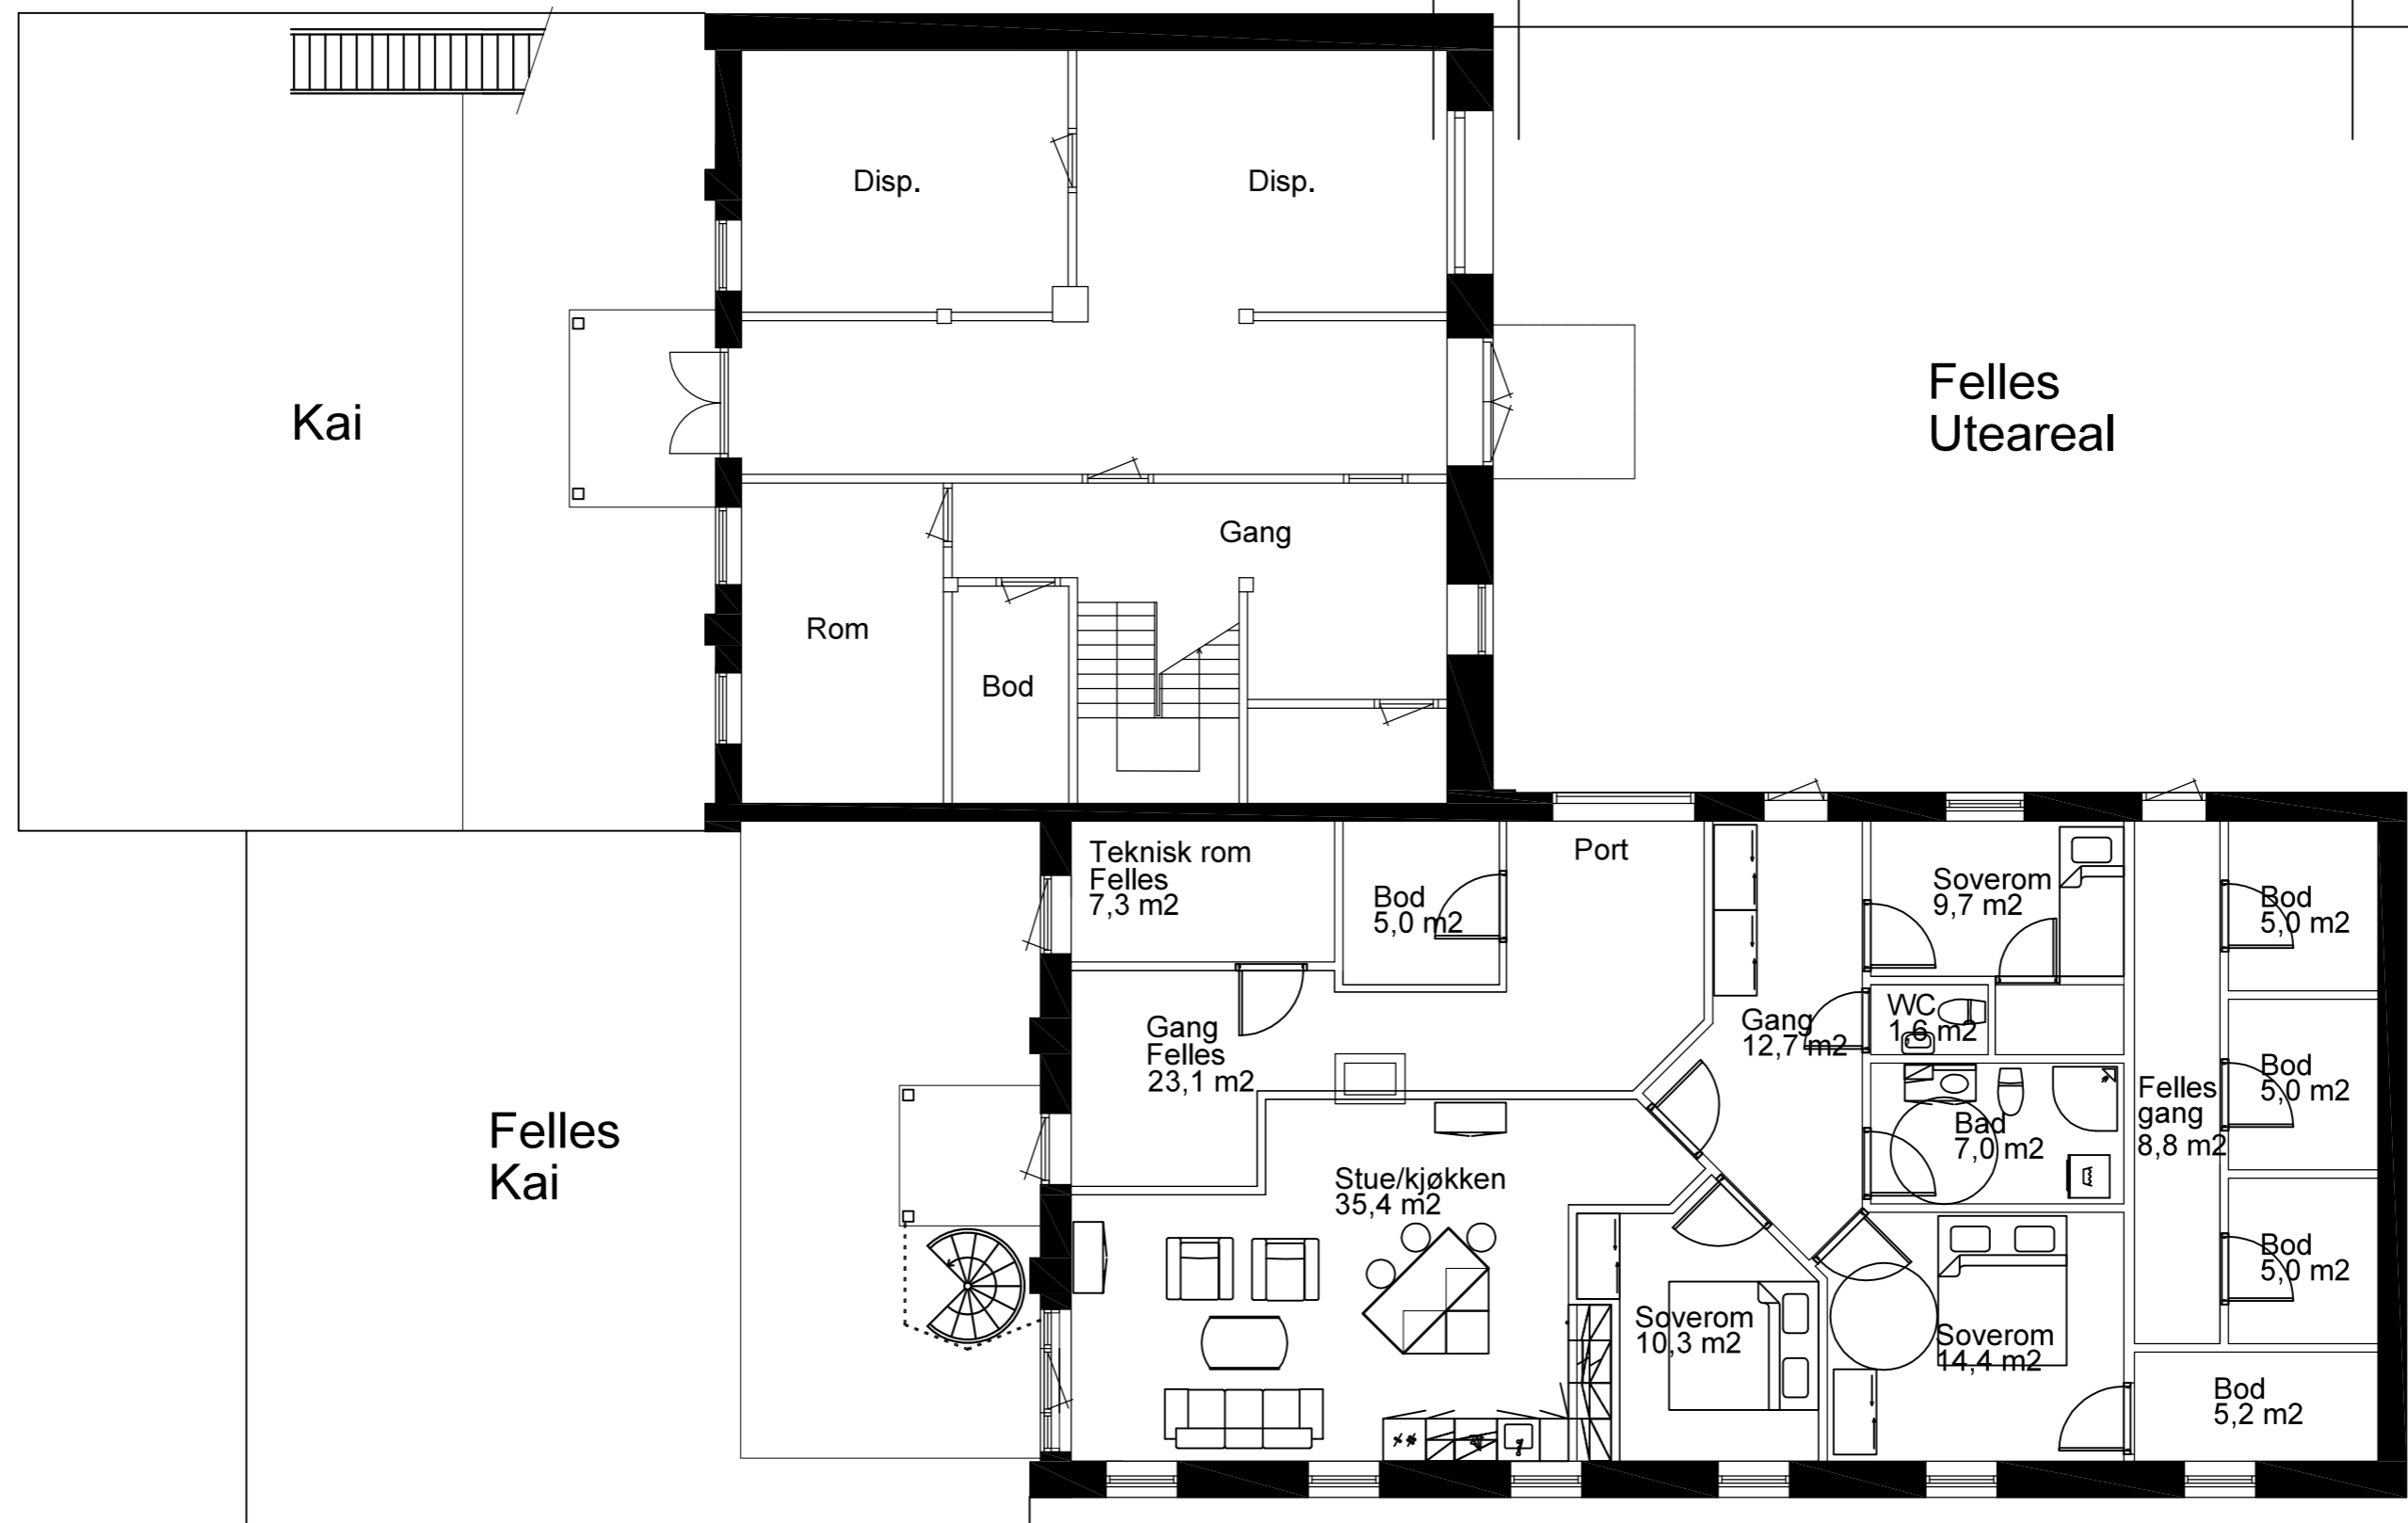 Disp.
Disp.
Kai
Felles
Uteareal
Gang
Rom
Bod
Teknisk rom
Felles
7,3 m2
Bod
5,0 m2
Port
Soverom
9,7 m2
Bod
5,0 m2
Gang
Felles
23,1 m2
Gang
12,7 m2
WC
1,6 m2
Bad
7,0 m2
Felles
gang
8,8 m2
Bod
5,0 m2
Felles
Kai
Stue/kjøkken
35,4 m2
Bod
5,0 m2
Soverom
10,3 m2
Soverom
14,4 m2
Bod
5,2 m2